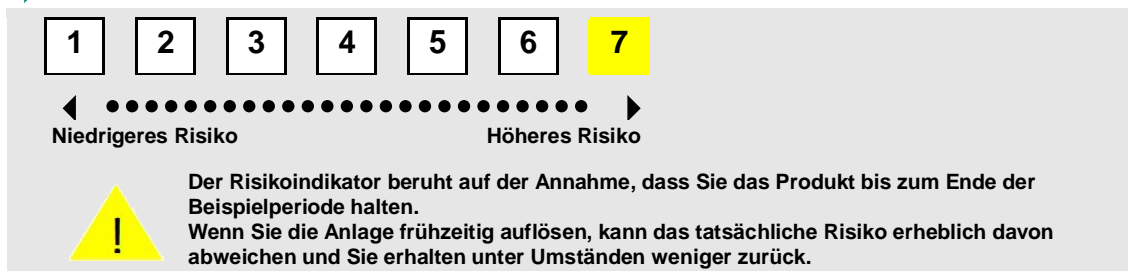 1 2 3 4 5 6 7
Niedrigeres Risiko Höheres Risiko
Der Risikoindikator beruht auf der Annahme, dass Sie das Produkt bis zum Ende der
Beispielperiode halten.
!
Wenn Sie die Anlage frühzeitig auflösen, kann das tatsächliche Risiko erheblich davon
abweichen und Sie erhalten unter Umständen weniger zurück.